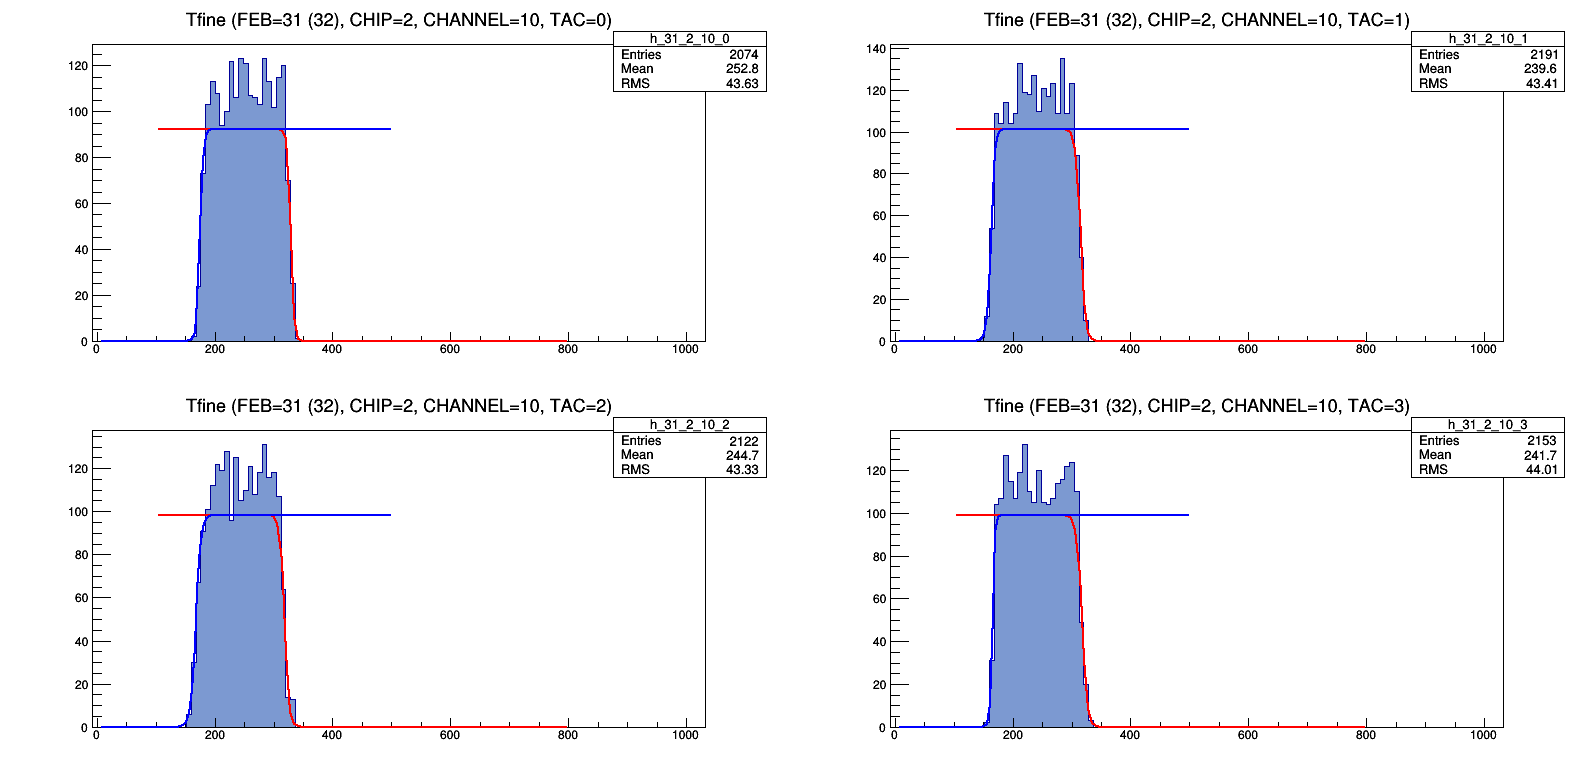 Tfine (FEB=31 (32), CHIP=2, CHANNEL=10, TAC=0)
h_31_2_10_0
Entries 2074
Mean 252.8
RMS 43.63
120
100
80
60
40
20
0
0 200 400 600 800 1000
Tfine (FEB=31 (32), CHIP=2, CHANNEL=10, TAC=1)
h_31_2_10_1
Entries 2191
Mean 239.6
RMS 43.41
140
120
100
80
60
40
20
0
0 200 400 600 800 1000
Tfine (FEB=31 (32), CHIP=2, CHANNEL=10, TAC=2)
h_31_2_10_2
Entries 2122
Mean 244.7
RMS 43.33
120
100
80
60
40
20
0
0 200 400 600 800 1000
Tfine (FEB=31 (32), CHIP=2, CHANNEL=10, TAC=3)
h_31_2_10_3
Entries 2153
Mean 241.7
RMS 44.01
120
100
80
60
40
20
0
0 200 400 600 800 1000